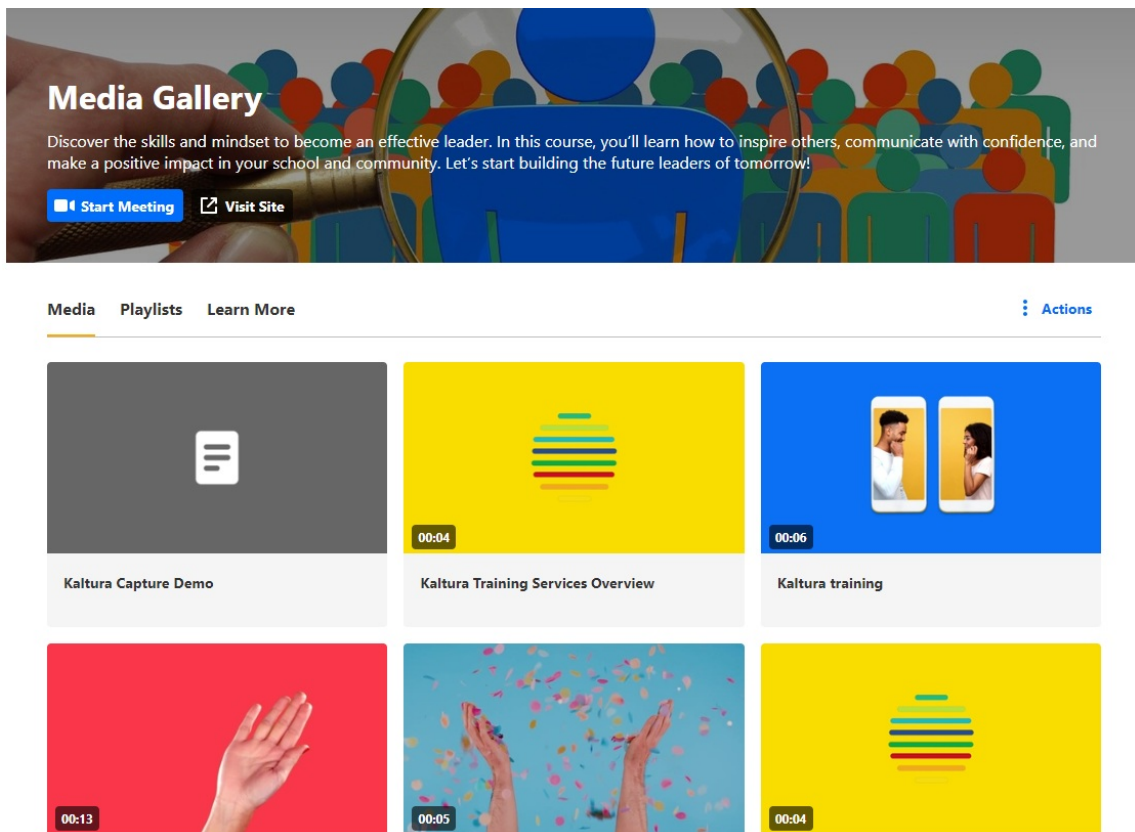 Media Gallery
Discover the skills and mindset to become an effective leader. In this course, you’ll learn how to inspire others, communicate with confidence, and
make a positive impact in your school and community. Let’s start building the future leaders of tomorrow!
Start Meeting Visit Site
Media Playlists Learn More Actions
00:04 00:06
Kaltura Capture Demo Kaltura Training Services Overview Kaltura training
00:13 00:05 00:04